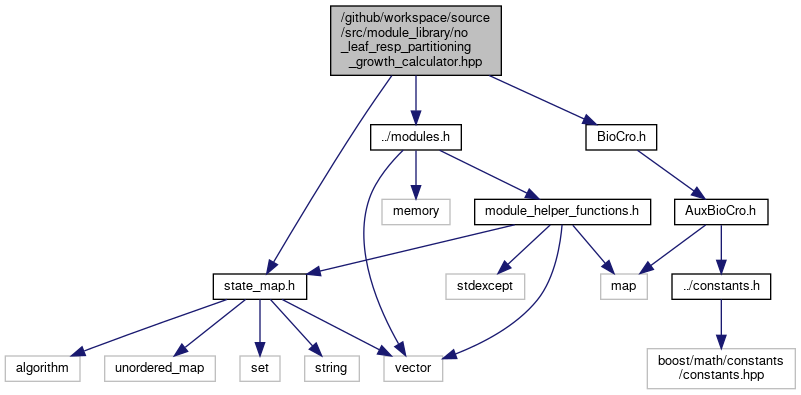 /github/workspace/source
/src/module_library/no
_leaf_resp_partitioning
_growth_calculator.hpp
../modules.h
BioCro.h
memory
module_helper_functions.h
AuxBioCro.h
state_map.h
stdexcept
map
../constants.h
algorithm
unordered_map
set
string
vector
boost/math/constants
/constants.hpp